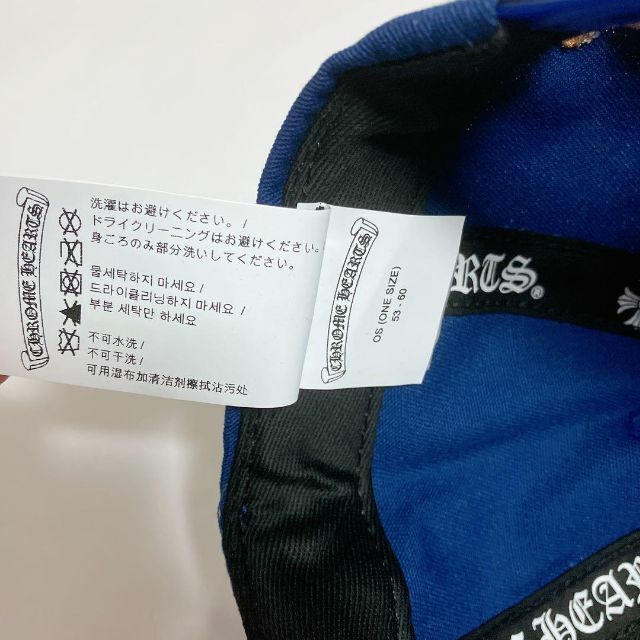 CHROME HEARTS
洗濯はお避けください。/
ドライクリーニングはお避けください。/
身ごろのみ部分洗いしてください。
물세탁하지 마세요/
드라이클리닝하지 마세요 /
부분 세탁만 하세요
不可水洗/
不可干洗/
可用湿布加清洁剂擦拭沾污处
CHROME HEARTS
OS (ONE SIZE)
53 - 60
EARTS®